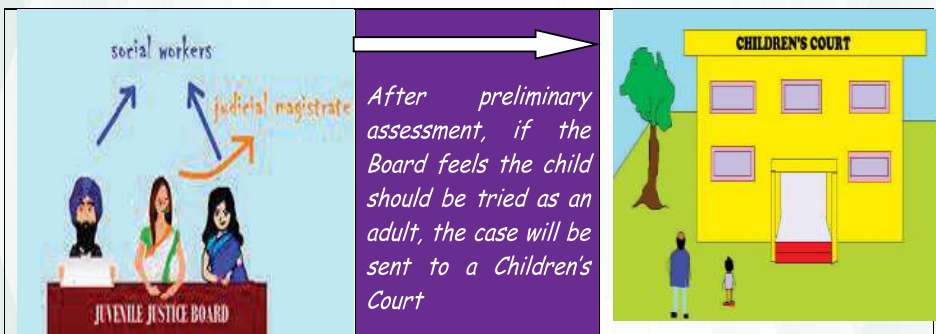 social workers
judicial magistrate
JUVENILE JUSTICE BOARD
After preliminary
assessment, if the
Board feels the child
should be tried as an
adult, the case will be
sent to a Children's
Court
CHILDREN'S COURT